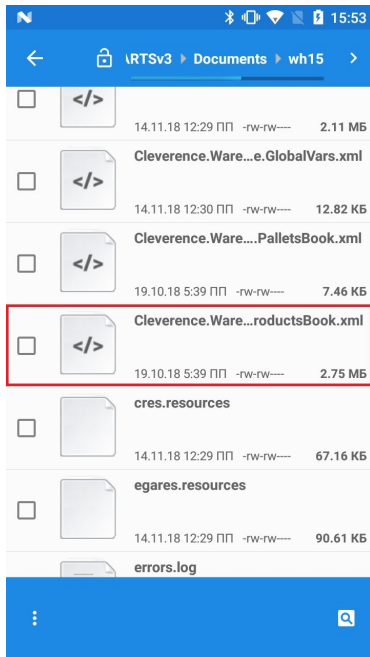 N 15:53
\RTSv3 Documents wh15
</>
14.11.18 12:29 ПП -rw-rw---- 2.11 МБ
Cleverence.Ware...e.GlobalVars.xml
</>
14.11.18 12:30 ПП -rw-rw---- 12.82 КБ
Cleverence.Ware....PalletsBook.xml
</>
19.10.18 5:39 ПП -rw-rw---- 7.46 КБ
Cleverence.Ware...roductsBook.xml
</>
19.10.18 5:39 ПП -rw-rw---- 2.75 МБ
cres.resources
14.11.18 12:29 ПП -rw-rw---- 67.16 КБ
egares.resources
14.11.18 12:29 ПП -rw-rw---- 90.61 КБ
errors.log